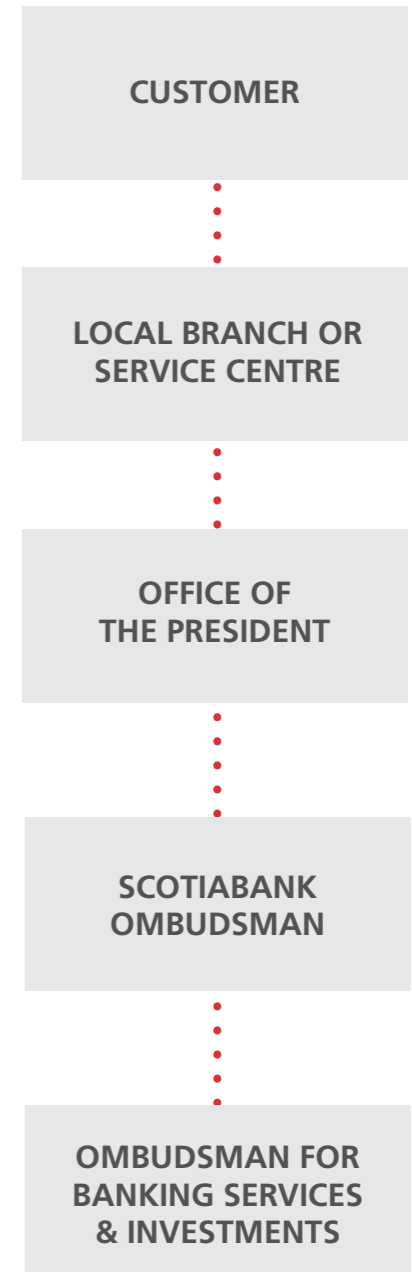 CUSTOMER
LOCAL BRANCH OR
SERVICE CENTRE
OFFICE OF
THE PRESIDENT
SCOTIABANK
OMBUDSMAN
OMBUDSMAN FOR
BANKING SERVICES
& INVESTMENTS